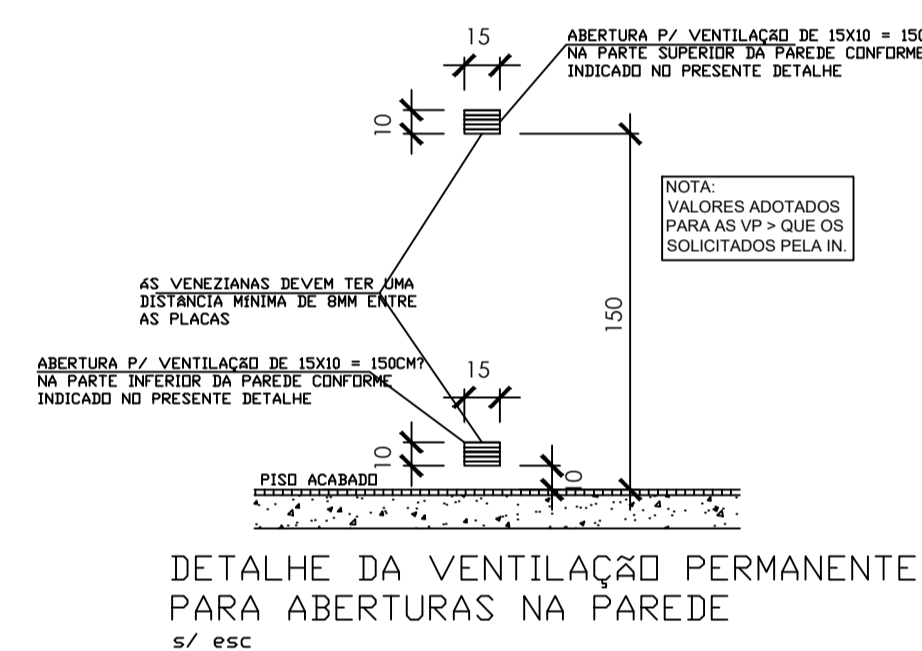 15
ABERTURA P/ VENTILAÇÃO DE 15X10 =
NA PARTE SUPERIOR DA PAREDE CONFORME
INDICADO NO PRESENTE DETALHE
10
NOTA:
VALORES ADOTADOS
PARA AS VP > QUE OS
SOLICITADOS PELA IN.
ÁS VENEZIANAS DEVEM TER UMA
DISTÂNCIA MÍNIMA DE 8MM ENTRE
AS PLACAS
150
ABERTURA P/ VENTILAÇÃO DE 15X10 = 150CM?
NA PARTE INFERIOR DA PAREDE CONFORME
INDICADO NO PRESENTE DETALHE
15
10
10
PISO ACABADO
DETALHE DA VENTILAÇÃO PERMANENTE
PARA ABERTURAS NA PAREDE
s/ esc